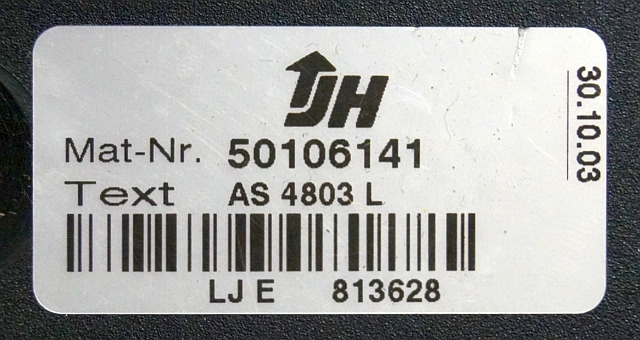 JH
Mat-Nr. 50106141
Text AS 4803 L
LJ E 813628
30.10.03